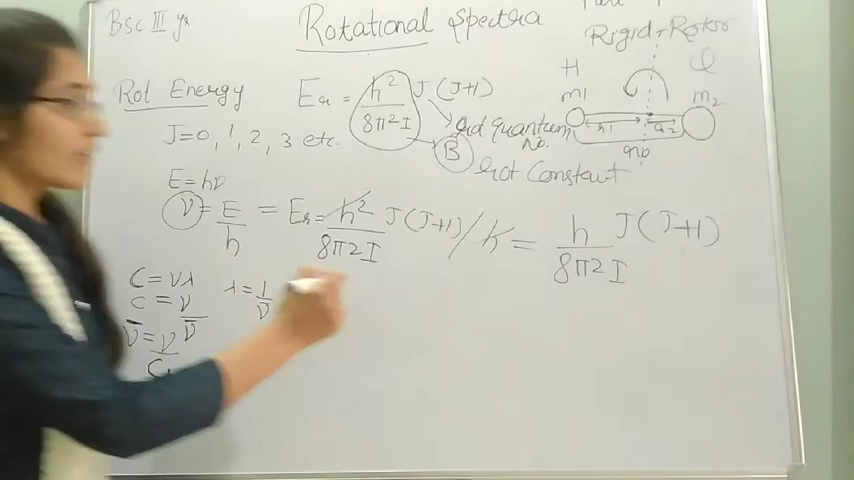 BSC III yr
Rotational Spectra
Rigid-Rotor
H Cl
m1 m2
r1 r2
r0
Rot Energy
Er = h² / 8π²I J(J+1)
J=0, 1, 2, 3 etc.
rot quantum no.
B rot Constant
E=hν
ν = E/h = Er = h² / 8π2I J(J+1) / h = h / 8π2I J(J+1)
C = νλ
λ = 1/ν̄
C = ν / ν̄
ν̄ = ν / C